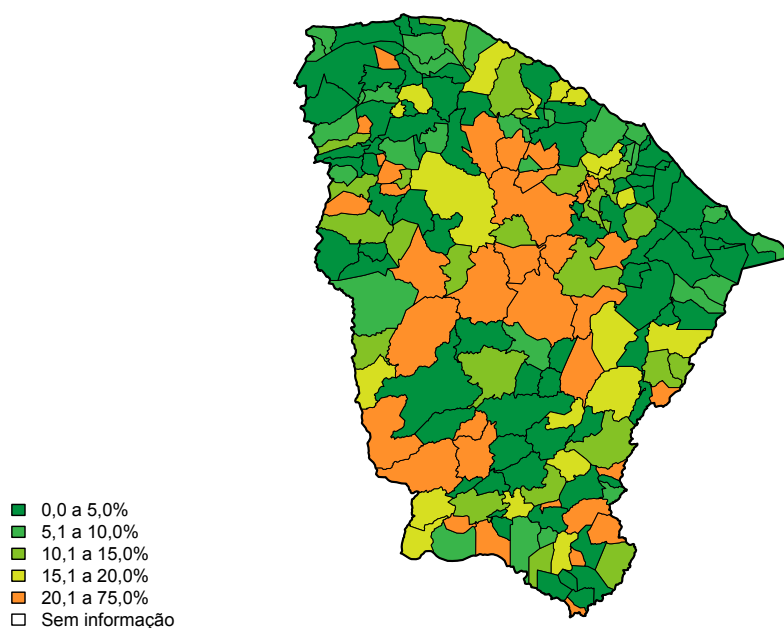 0,0 a 5,0%
5,1 a 10,0%
10,1 a 15,0%
15,1 a 20,0%
20,1 a 75,0%
Sem informação